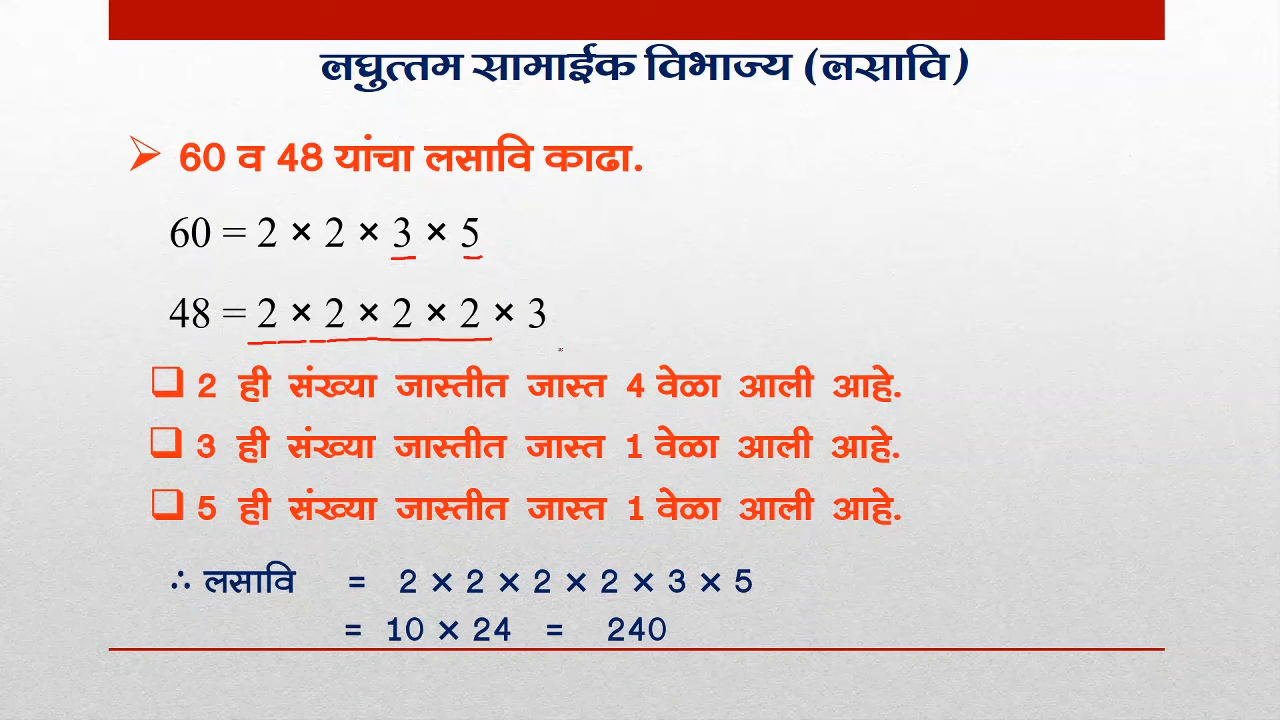 लघुत्तम सामाईक विभाज्य (लसावि)
60 व 48 यांचा लसावि काढा.
60 = 2 × 2 × 3 × 5
48 = 2 × 2 × 2 × 2 × 3
2 ही संख्या जास्तीत जास्त 4 वेळा आली आहे.
3 ही संख्या जास्तीत जास्त 1 वेळा आली आहे.
5 ही संख्या जास्तीत जास्त 1 वेळा आली आहे.
∴ लसावि = 2 × 2 × 2 × 2 × 3 × 5
= 10 × 24 = 240